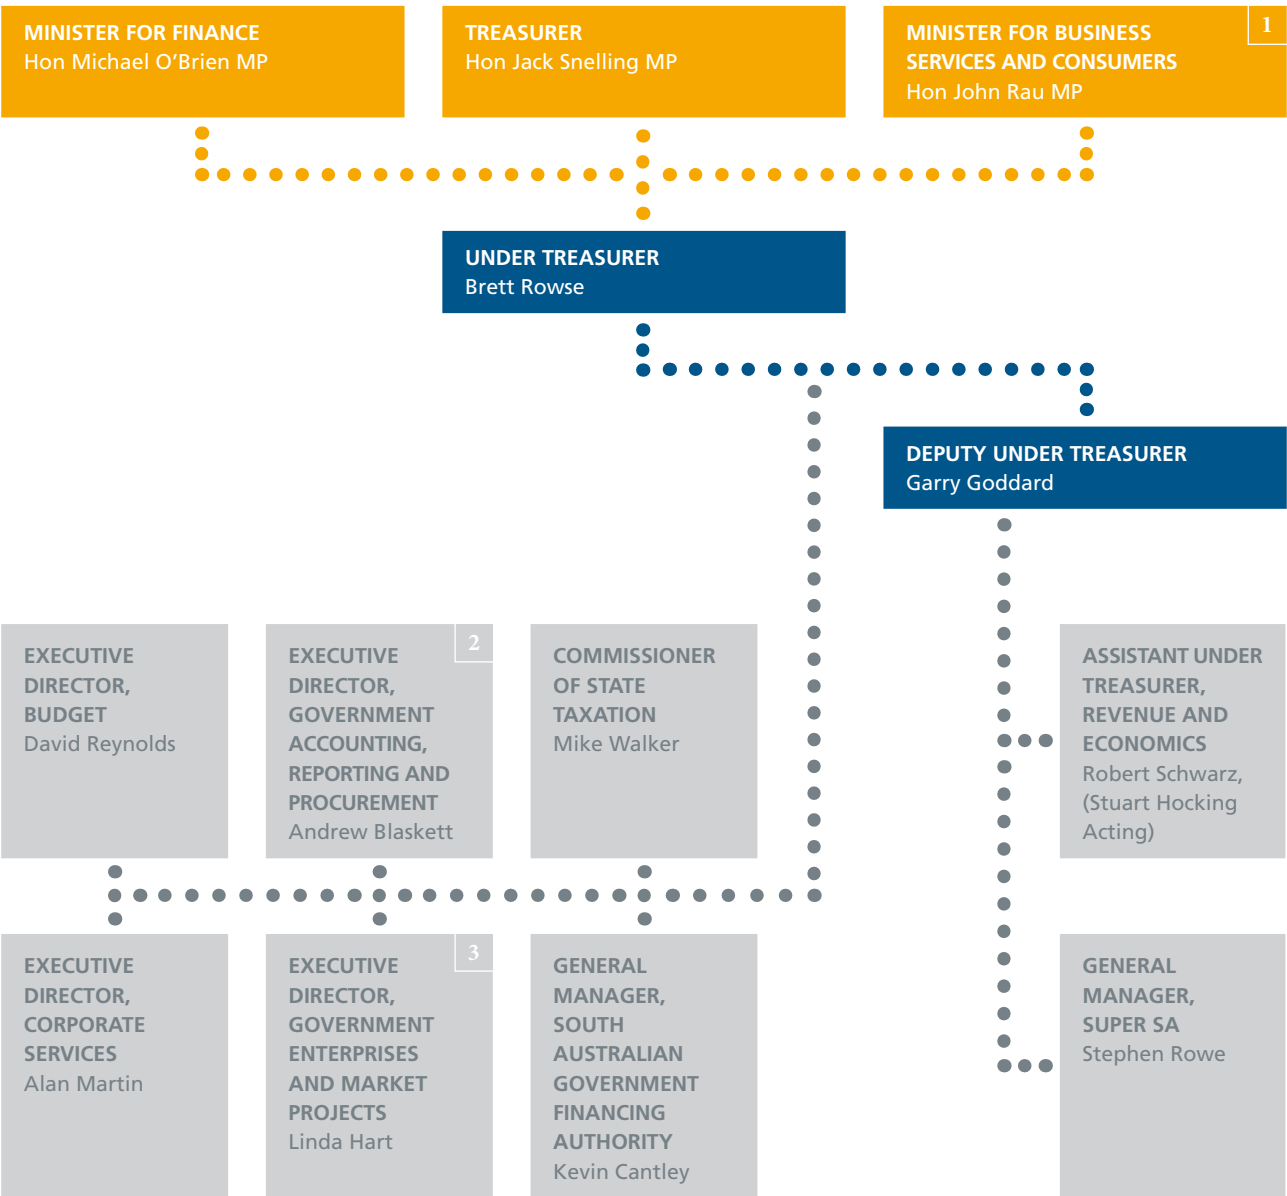 MINISTER FOR FINANCE
Hon Michael O’Brien MP
TREASURER
Hon Jack Snelling MP
MINISTER FOR BUSINESS
SERVICES AND CONSUMERS
Hon John Rau MP
1
UNDER TREASURER
Brett Rowse
DEPUTY UNDER TREASURER
Garry Goddard
EXECUTIVE
DIRECTOR,
BUDGET
David Reynolds
2
EXECUTIVE
DIRECTOR,
GOVERNMENT
ACCOUNTING,
REPORTING AND
PROCUREMENT
Andrew Blaskett
COMMISSIONER
OF STATE
TAXATION
Mike Walker
ASSISTANT UNDER
TREASURER,
REVENUE AND
ECONOMICS
Robert Schwarz,
(Stuart Hocking
Acting)
EXECUTIVE
DIRECTOR,
CORPORATE
SERVICES
Alan Martin
3
EXECUTIVE
DIRECTOR,
GOVERNMENT
ENTERPRISES
AND MARKET
PROJECTS
Linda Hart
GENERAL
MANAGER,
SOUTH
AUSTRALIAN
GOVERNMENT
FINANCING
AUTHORITY
Kevin Cantley
GENERAL
MANAGER,
SUPER SA
Stephen Rowe